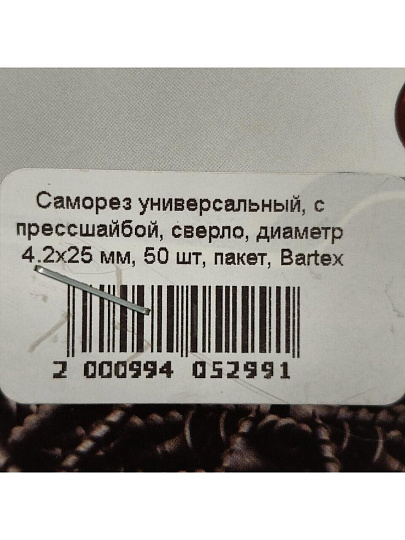 Саморез универсальный, с
прессшайбой, сверло, диаметр
4.2х25 мм, 50 шт, пакет, Bartex
2 000994 052991